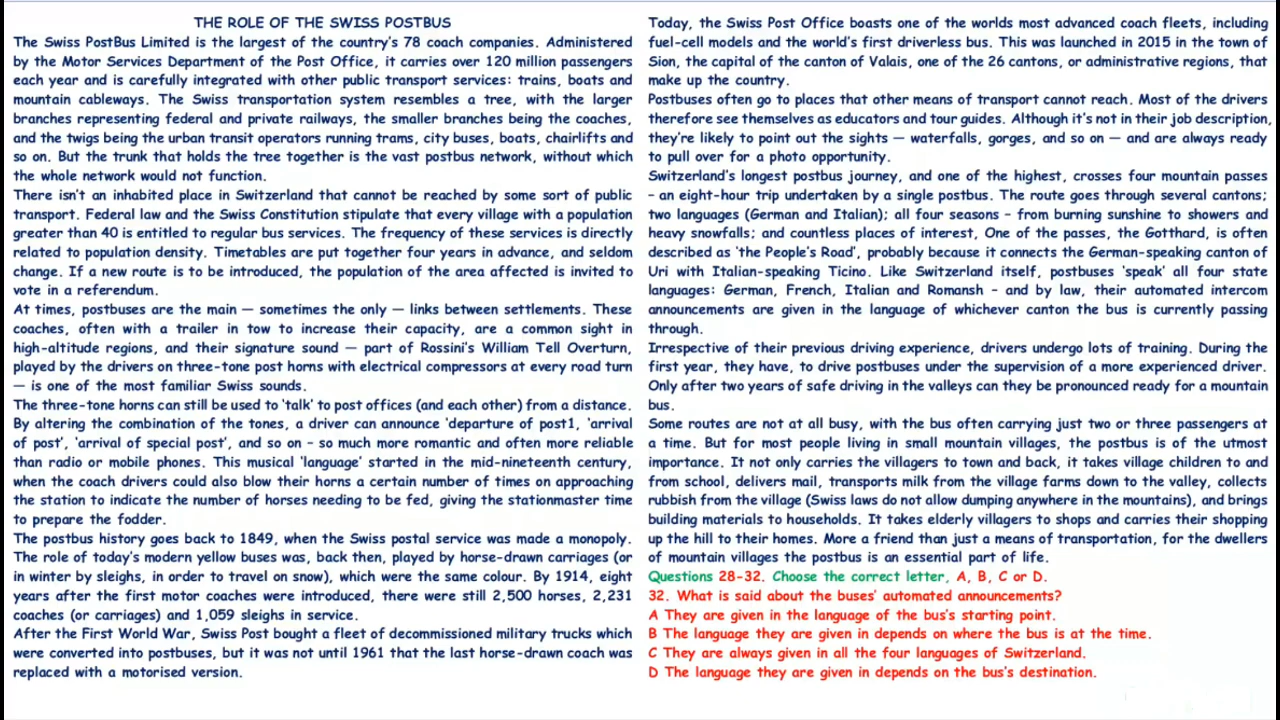 THE ROLE OF THE SWISS POSTBUS
The Swiss PostBus Limited is the largest of the country's 78 coach companies. Administered
by the Motor Services Department of the Post Office, it carries over 120 million passengers
each year and is carefully integrated with other public transport services: trains, boats and
mountain cableways. The Swiss transportation system resembles a tree, with the larger
branches representing federal and private railways, the smaller branches being the coaches,
and the twigs being the urban transit operators running trams, city buses, boats, chairlifts and
so on. But the trunk that holds the tree together is the vast postbus network, without which
the whole network would not function.
There isn't an inhabited place in Switzerland that cannot be reached by some sort of public
transport. Federal law and the Swiss Constitution stipulate that every village with a population
greater than 40 is entitled to regular bus services. The frequency of these services is directly
related to population density. Timetables are put together four years in advance, and seldom
change. If a new route is to be introduced, the population of the area affected is invited to
vote in a referendum.
At times, postbuses are the main — sometimes the only — links between settlements. These
coaches, often with a trailer in tow to increase their capacity, are a common sight in
high-altitude regions, and their signature sound — part of Rossini's William Tell Overturn,
played by the drivers on three-tone post horns with electrical compressors at every road turn
— is one of the most familiar Swiss sounds.
The three-tone horns can still be used to 'talk' to post offices (and each other) from a distance.
By altering the combination of the tones, a driver can announce 'departure of post1, 'arrival
of post', 'arrival of special post', and so on – so much more romantic and often more reliable
than radio or mobile phones. This musical 'language' started in the mid-nineteenth century,
when the coach drivers could also blow their horns a certain number of times on approaching
the station to indicate the number of horses needing to be fed, giving the stationmaster time
to prepare the fodder.
The postbus history goes back to 1849, when the Swiss postal service was made a monopoly.
The role of today's modern yellow buses was, back then, played by horse-drawn carriages (or
in winter by sleighs, in order to travel on snow), which were the same colour. By 1914, eight
years after the first motor coaches were introduced, there were still 2,500 horses, 2,231
coaches (or carriages) and 1,059 sleighs in service.
After the First World War, Swiss Post bought a fleet of decommissioned military trucks which
were converted into postbuses, but it was not until 1961 that the last horse-drawn coach was
replaced with a motorised version.
Today, the Swiss Post Office boasts one of the worlds most advanced coach fleets, including
fuel-cell models and the world's first driverless bus. This was launched in 2015 in the town of
Sion, the capital of the canton of Valais, one of the 26 cantons, or administrative regions, that
make up the country.
Postbuses often go to places that other means of transport cannot reach. Most of the drivers
therefore see themselves as educators and tour guides. Although it's not in their job description,
they're likely to point out the sights — waterfalls, gorges, and so on — and are always ready
to pull over for a photo opportunity.
Switzerland's longest postbus journey, and one of the highest, crosses four mountain passes
– an eight-hour trip undertaken by a single postbus. The route goes through several cantons;
two languages (German and Italian); all four seasons – from burning sunshine to showers and
heavy snowfalls; and countless places of interest, One of the passes, the Gotthard, is often
described as 'the People's Road', probably because it connects the German-speaking canton of
Uri with Italian-speaking Ticino. Like Switzerland itself, postbuses 'speak' all four state
languages: German, French, Italian and Romansh – and by law, their automated intercom
announcements are given in the language of whichever canton the bus is currently passing
through.
Irrespective of their previous driving experience, drivers undergo lots of training. During the
first year, they have, to drive postbuses under the supervision of a more experienced driver.
Only after two years of safe driving in the valleys can they be pronounced ready for a mountain
bus.
Some routes are not at all busy, with the bus often carrying just two or three passengers at
a time. But for most people living in small mountain villages, the postbus is of the utmost
importance. It not only carries the villagers to town and back, it takes village children to and
from school, delivers mail, transports milk from the village farms down to the valley, collects
rubbish from the village (Swiss laws do not allow dumping anywhere in the mountains), and brings
building materials to households. It takes elderly villagers to shops and carries their shopping
up the hill to their homes. More a friend than just a means of transportation, for the dwellers
of mountain villages the postbus is an essential part of life.
Questions 28-32. Choose the correct letter, A, B, C or D.
32. What is said about the buses' automated announcements?
A They are given in the language of the bus's starting point.
B The language they are given in depends on where the bus is at the time.
C They are always given in all the four languages of Switzerland.
D The language they are given in depends on the bus's destination.